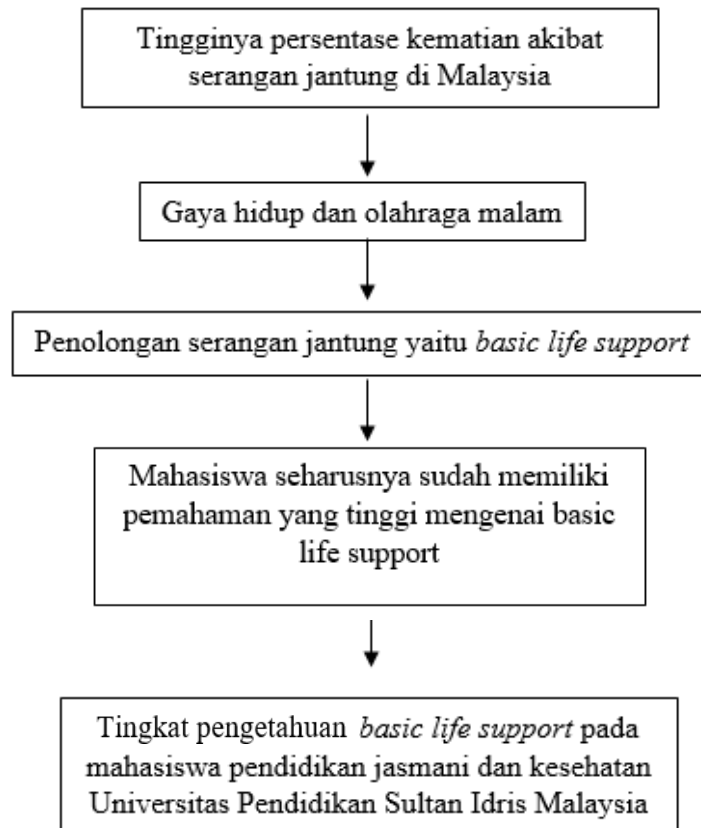 Tingginya persentase kematian akibat
serangan jantung di Malaysia
Gaya hidup dan olahraga malam
Penolongan serangan jantung yaitu basic life support
Mahasiswa seharusnya sudah memiliki
pemahaman yang tinggi mengenai basic
life support
Tingkat pengetahuan basic life support pada
mahasiswa pendidikan jasmani dan kesehatan
Universitas Pendidikan Sultan Idris Malaysia